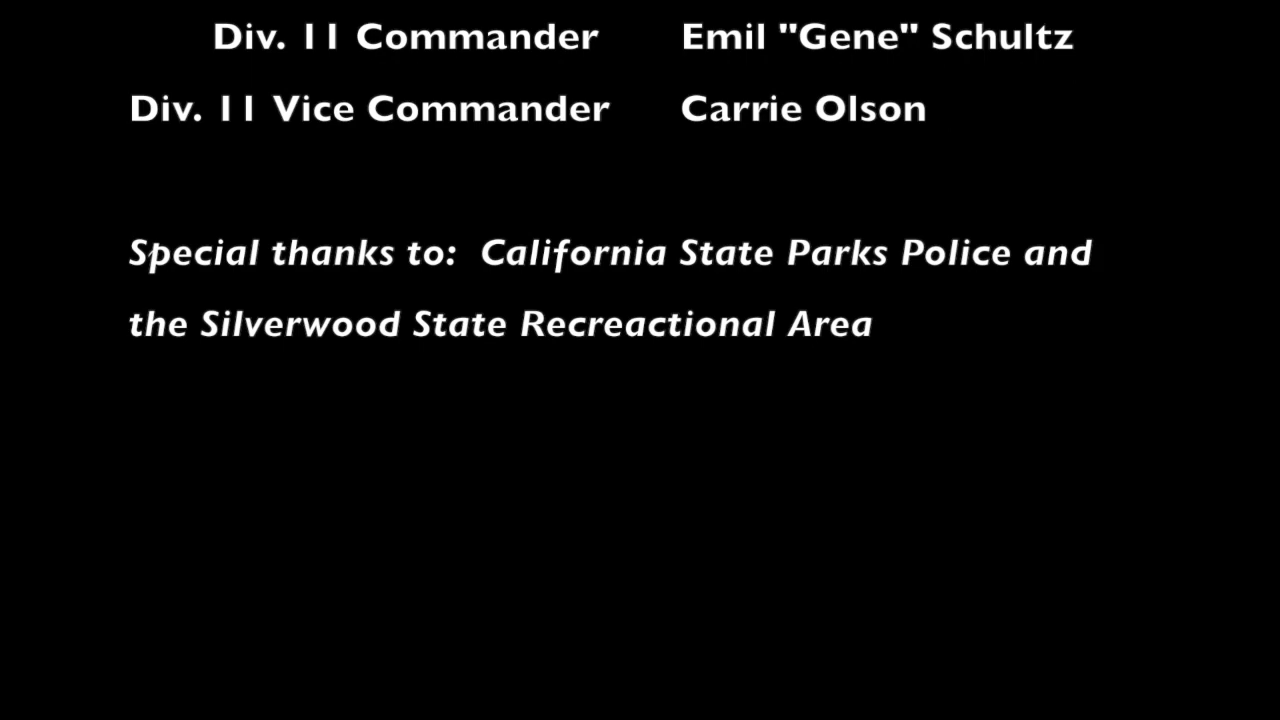 Div. 11 Commander Emil "Gene" Schultz
Div. 11 Vice Commander Carrie Olson
Special thanks to: California State Parks Police and
the Silverwood State Recreactional Area